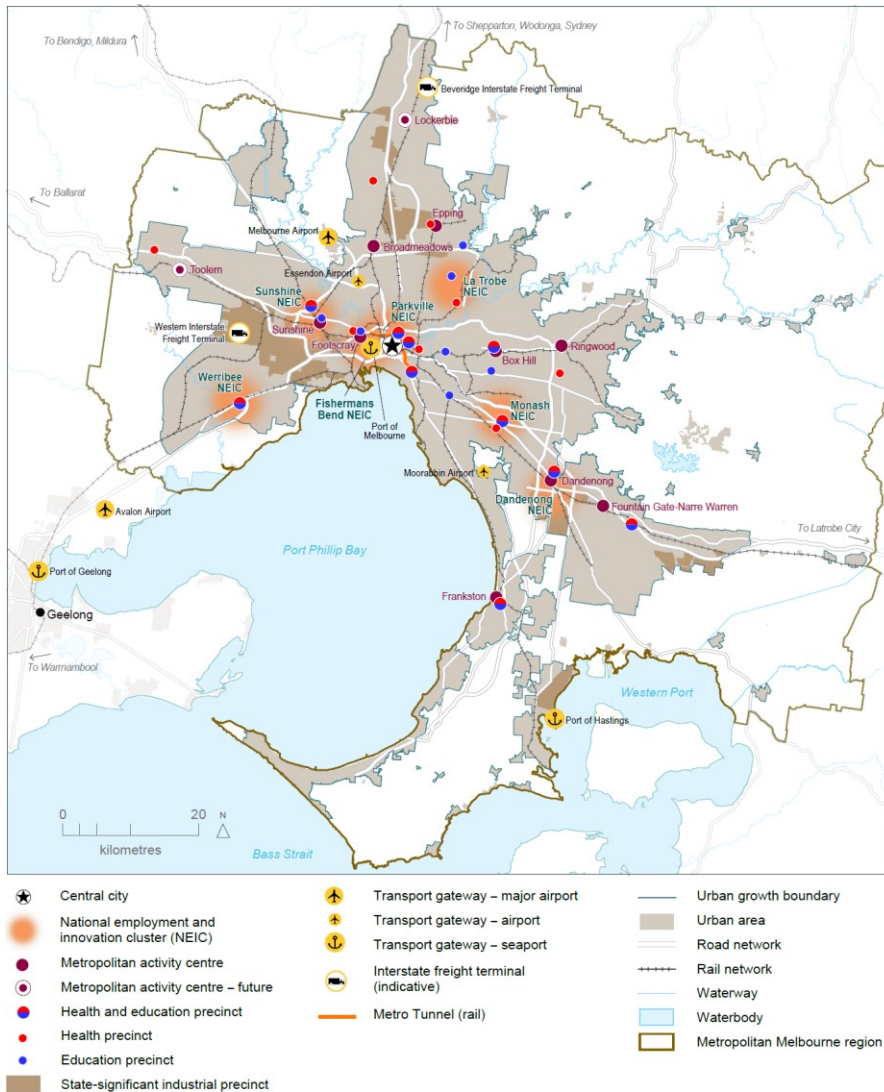 To Shepparton, Wodonga, Sydney
To Bendigo, Mildura
Beveridge Interstate Freight Terminal
Lockerbie
To Ballarat
Epping
Melbourne Airport
Broadmeadows
Toolern
Essendon Airport
La Trobe
NEIC
Sunshine
NEIC
Parkville
NEIC
Western Interstate
Freight Terminal
Sunshine
Footscray
Ringwood
Box Hill
Werribee
NEIC
Fishermans
Bend NEIC
Port of
Melbourne
Monash
NEIC
Moorabbin Airport
Dandenong
Dandenong
NEIC
Fountain Gate-Narre Warren
Avalon Airport
To Latrobe City
Port Phillip Bay
Port of Geelong
Frankston
Geelong
To Warrnambool
Western Port
Port of Hastings
0 20 N
kilometres
Bass Strait
Central city
National employment and
innovation cluster (NEIC)
Metropolitan activity centre
Metropolitan activity centre – future
Health and education precinct
Health precinct
Education precinct
State-significant industrial precinct
Transport gateway – major airport
Transport gateway – airport
Transport gateway – seaport
Interstate freight terminal
(indicative)
Metro Tunnel (rail)
Urban growth boundary
Urban area
Road network
Rail network
Waterway
Waterbody
Metropolitan Melbourne region